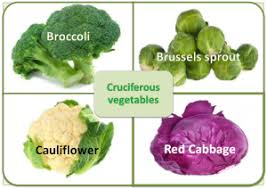 Broccoli
Brussels sprout
Cruciferous
vegetables
Cauliflower
Red Cabbage